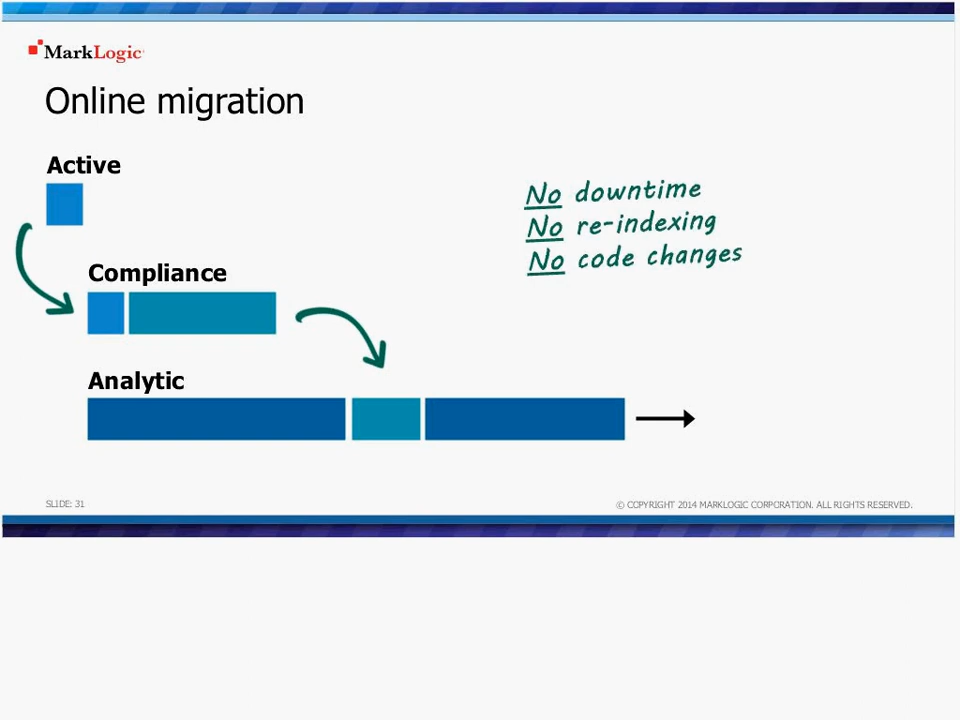 MarkLogic
Online migration
Active
No downtime
No re-indexing
No code changes
Compliance
Analytic
SLIDE: 31
© COPYRIGHT 2014 MARKLOGIC CORPORATION. ALL RIGHTS RESERVED.